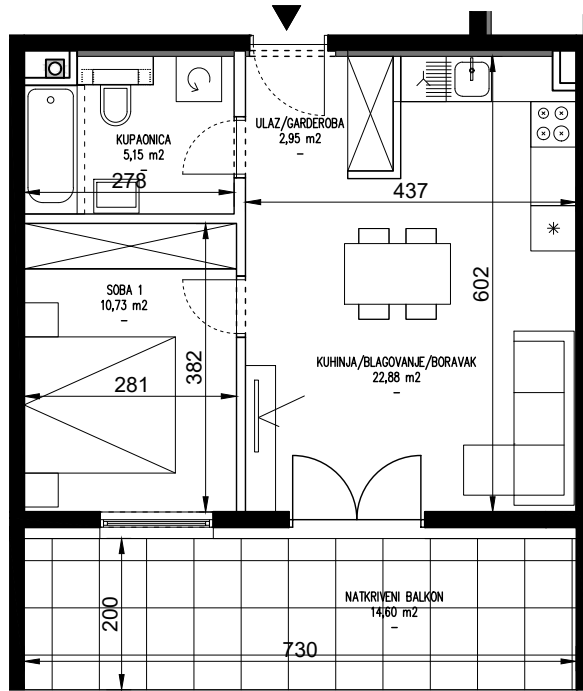 ULAZ/GARDEROBA
2,95 m2
–
KUPAONICA
5,15 m2
–
278
437
602
SOBA 1
10,73 m2
–
382
281
KUHINJA/BLAGOVANJE/BORAVAK
22,88 m2
–
NATKRIVENI BALKON
14,60 m2
–
200
730